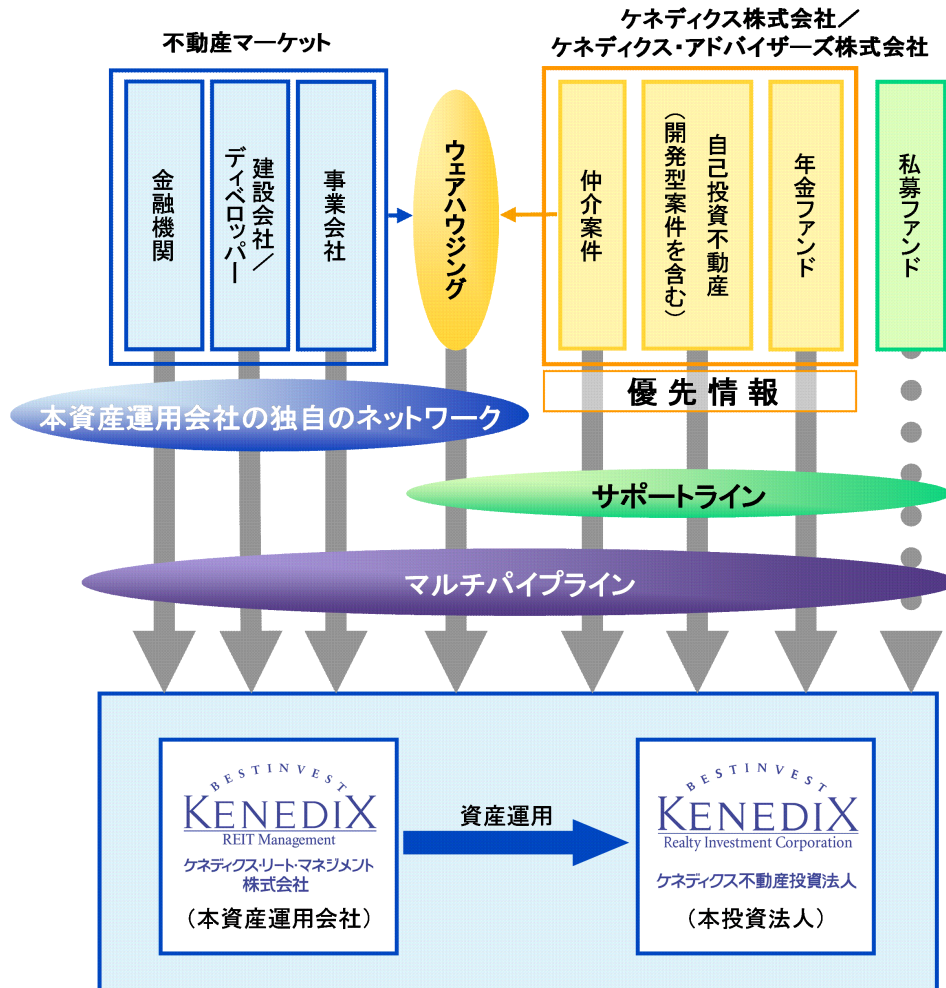 不動産マーケット
ケネディクス株式会社／
ケネディクス・アドバイザーズ株式会社
金融機関
建設会社／
ディベロッパー
事業会社
ウェアハウジング
仲介案件
自己投資不動産
（開発型案件を含む）
年金ファンド
私募ファンド
優先情報
本資産運用会社の独自のネットワーク
サポートライン
マルチパイプライン
BESTINVEST
KENEDIX
REIT Management
ケネディクス・リート・マネジメント
株式会社
（本資産運用会社）
資産運用
BESTINVEST
KENEDIX
Realty Investment Corporation
ケネディクス不動産投資法人
（本投資法人）